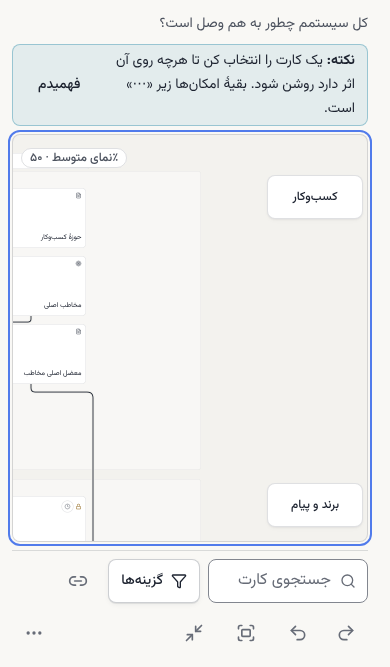 کل سیستمم چطور به هم وصل است؟
نکته: یک کارت را انتخاب کن تا هرچه روی آن
اثر دارد روشن شود. بقیهٔ امکان‌ها زیر «···»
است.
فهمیدم
٪نمای متوسط · ۵۰
کسب‌وکار
حوزهٔ کسب‌وکار
مخاطب اصلی
معضل اصلی مخاطب
برند و پیام
جستجوی کارت
گزینه‌ها